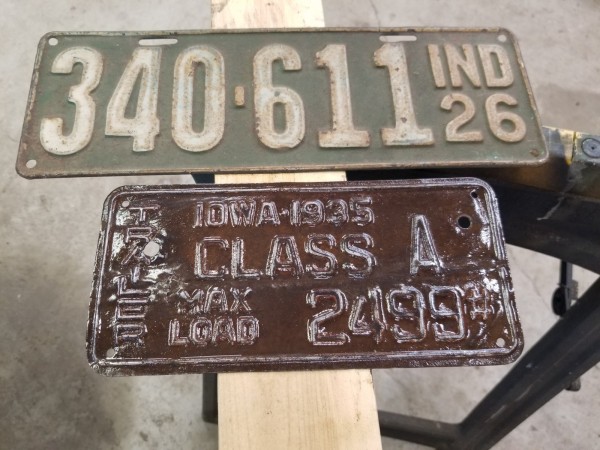 340·611
IND
26
TRAILER
IOWA-1935
CLASS A
MAX
LOAD
2499#